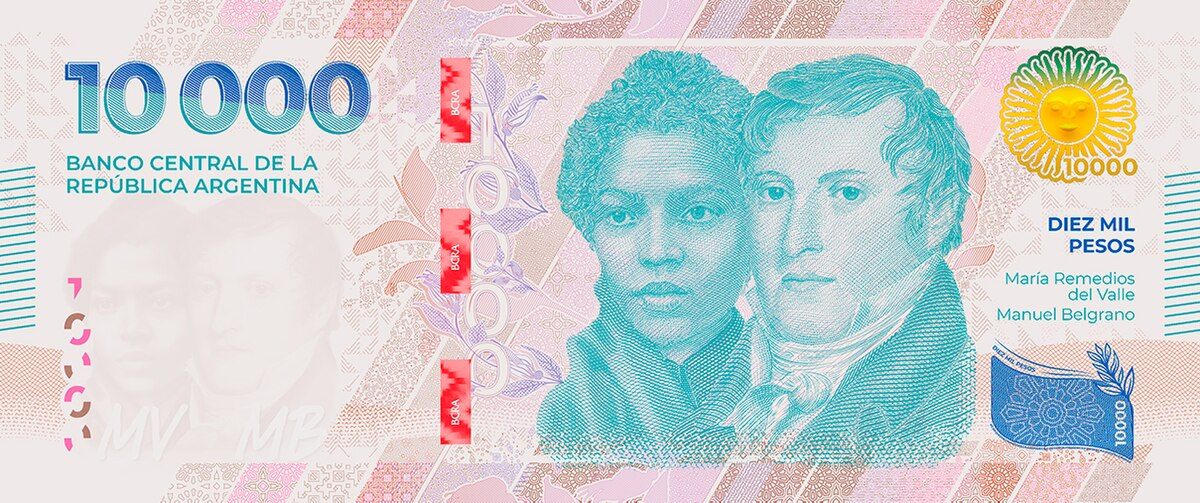 10 000
BANCO CENTRAL DE LA
REPÚBLICA ARGENTINA
MV MB
BCRA
BCRA
BCRA
10000
10000
DIEZ MIL
PESOS
María Remedios
del Valle
Manuel Belgrano
DIEZ MIL PESOS
10000